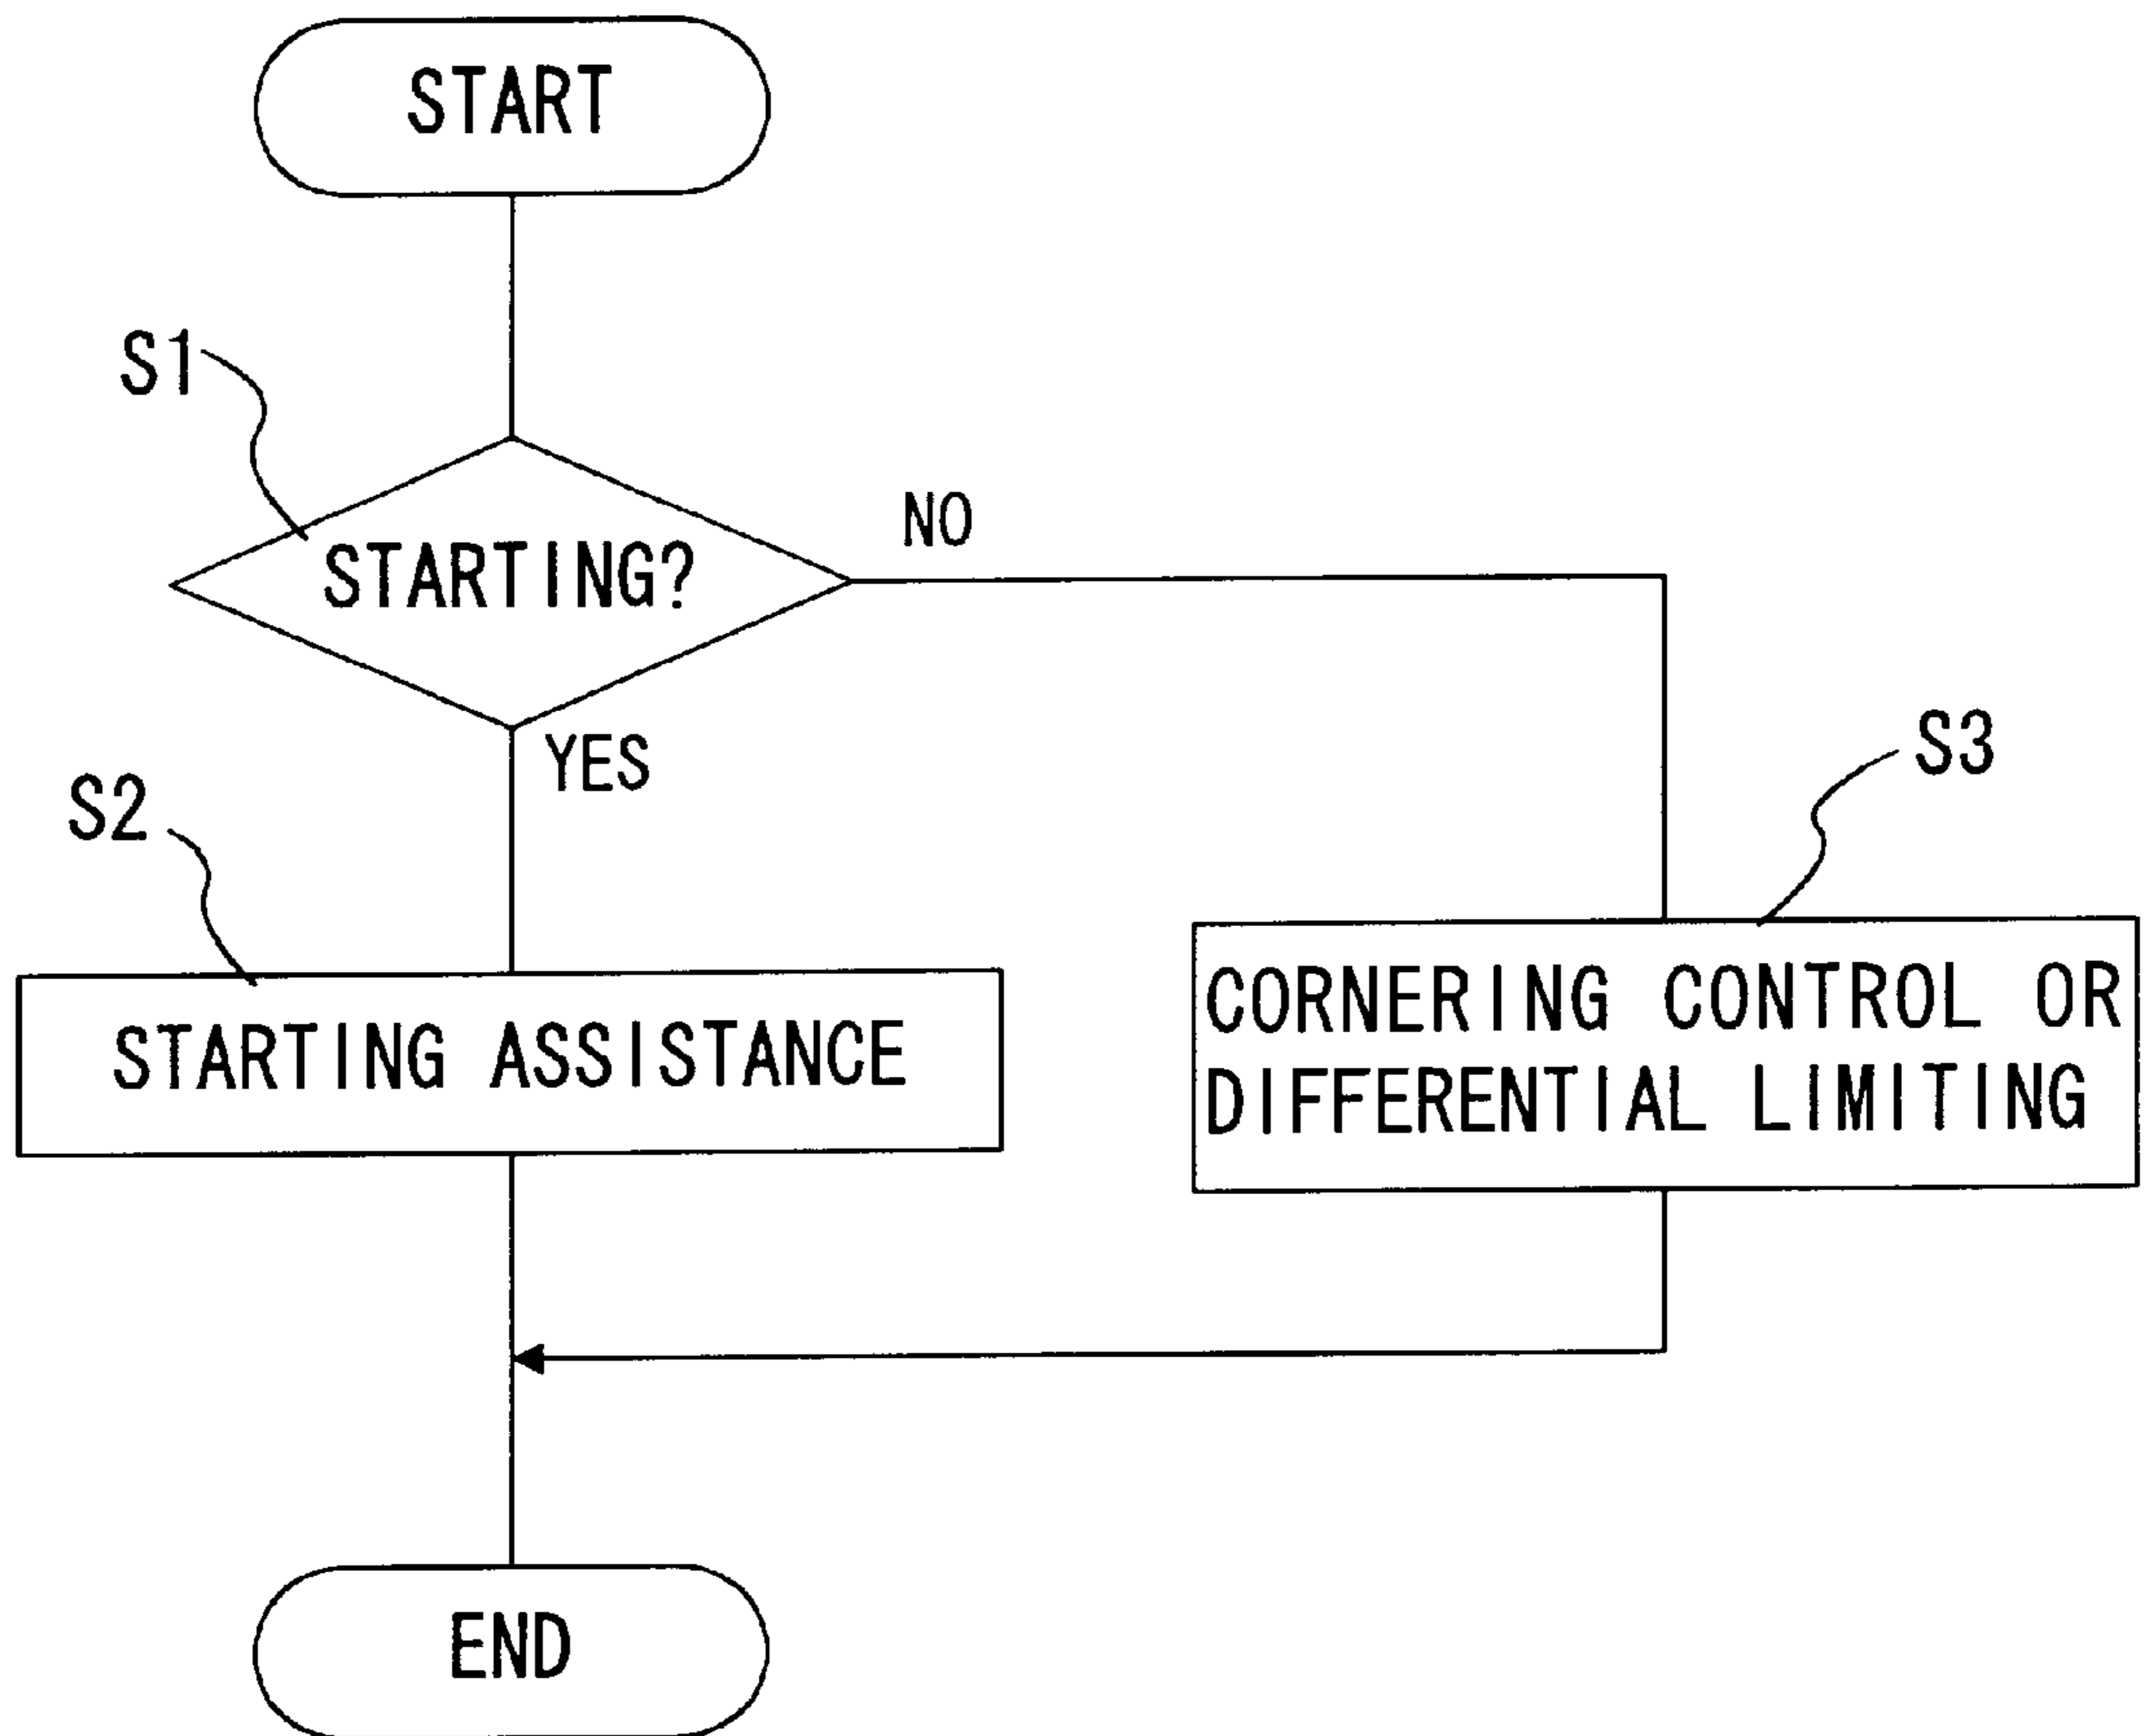 START
S1
NO
STARTING?
YES
S3
S2
CORNERING CONTROL OR
DIFFERENTIAL LIMITING
STARTING ASSISTANCE
END